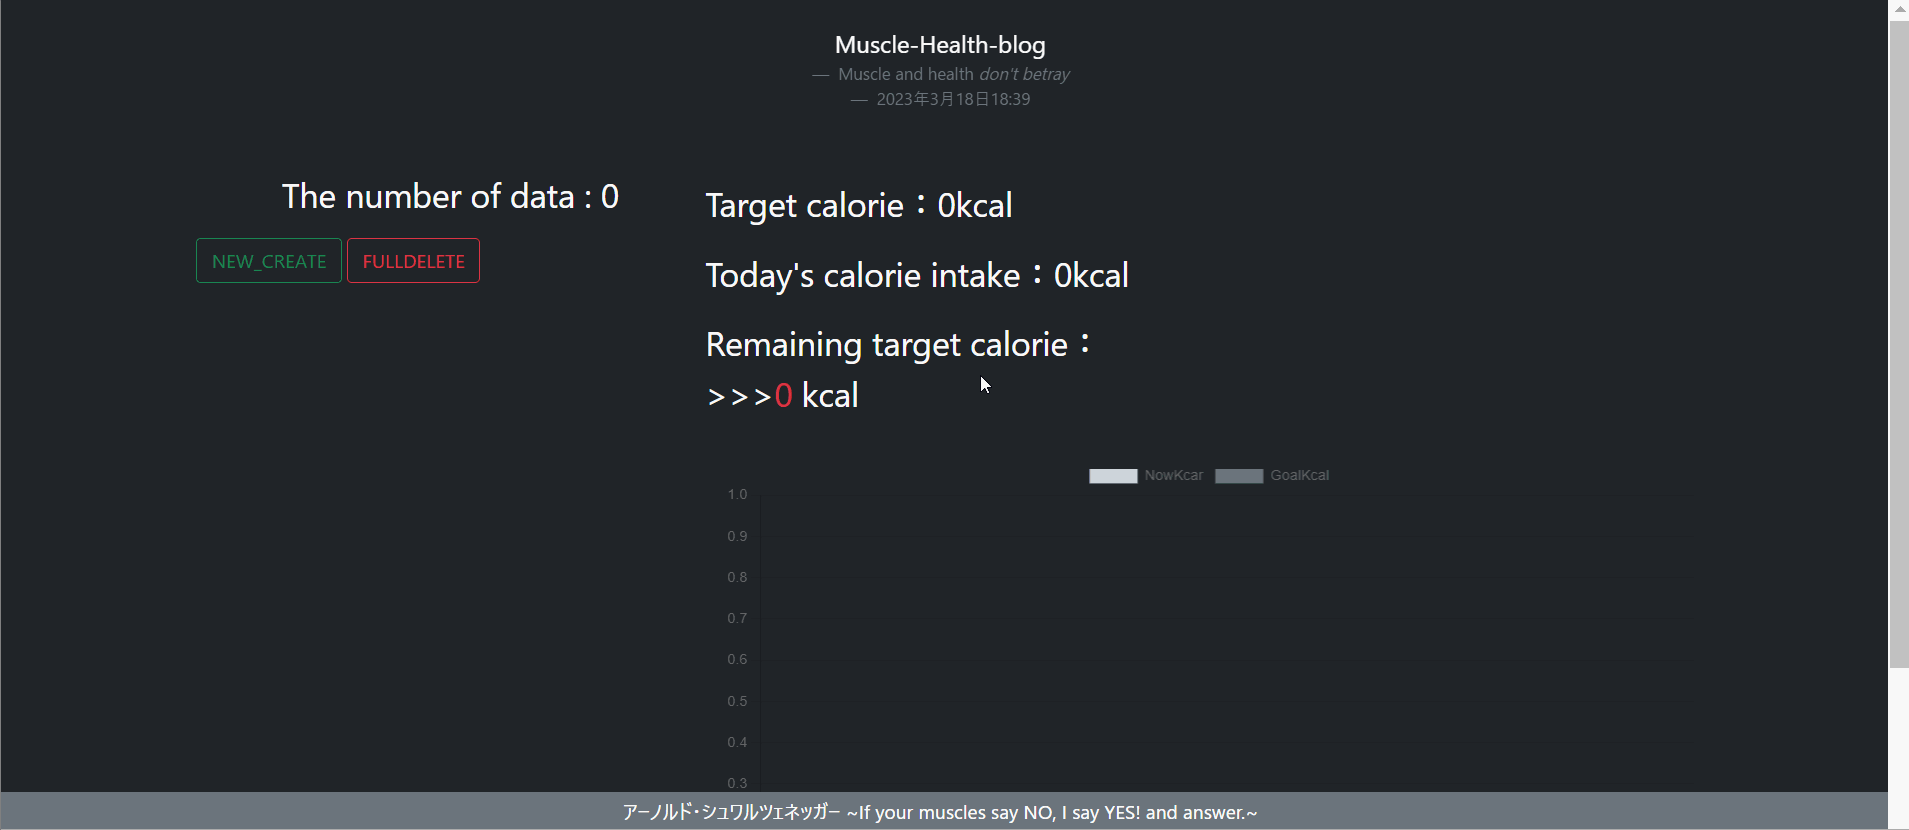 Muscle-Health-blog
— Muscle and health don't betray
— 2023年3月18日18:39
The number of data : 0
NEW_CREATE FULLDELETE
Target calorie：0kcal
Today's calorie intake：0kcal
Remaining target calorie：
>>>0 kcal
NowKcar GoalKcal
1.0
0.9
0.8
0.7
0.6
0.5
0.4
0.3
アーノルド・シュワルツェネッガー ~If your muscles say NO, I say YES! and answer.~